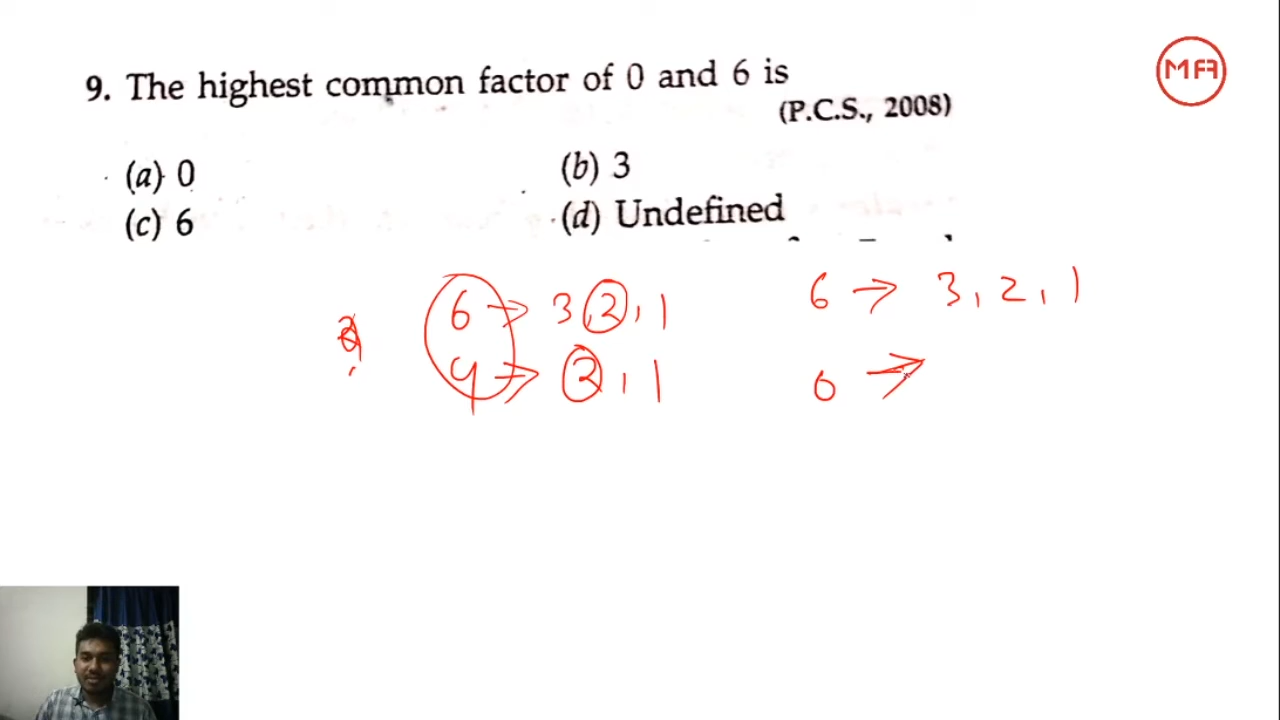 MFA
9. The highest common factor of 0 and 6 is
(P.C.S., 2008)
(a) 0
(b) 3
(c) 6
(d) Undefined
6 → 3, 2, 1
4 → 2, 1
6 → 3, 2, 1
0 →